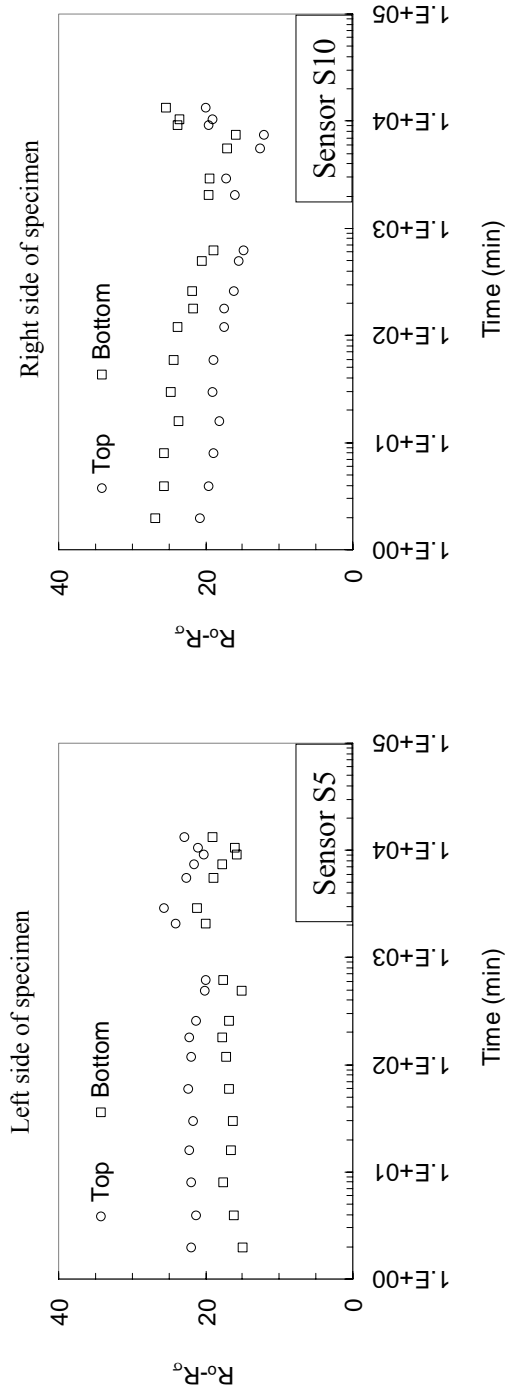 Left side of specimen
Top
Bottom
40
20
0
Ro-Rσ
1.E+00
1.E+01
1.E+02
1.E+03
1.E+04
1.E+05
Time (min)
Sensor S5
Right side of specimen
Top
Bottom
40
20
0
Ro-Rσ
1.E+00
1.E+01
1.E+02
1.E+03
1.E+04
1.E+05
Time (min)
Sensor S10